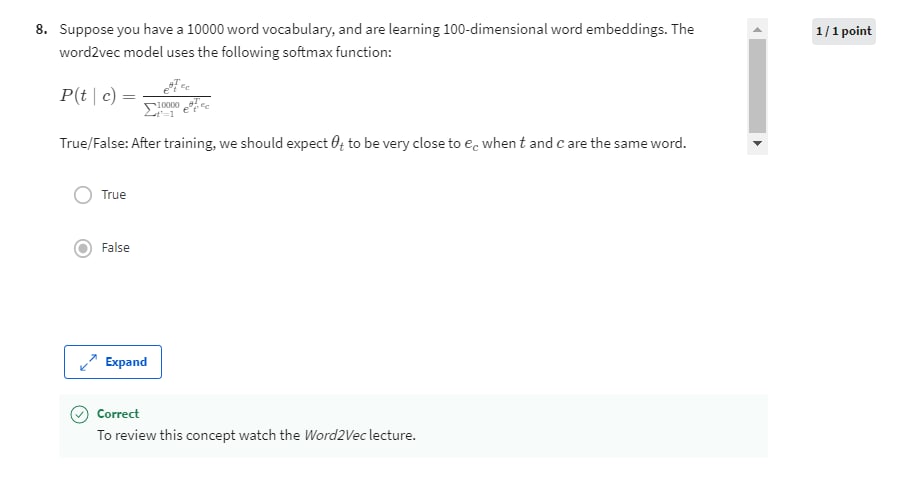 8. Suppose you have a 10000 word vocabulary, and are learning 100-dimensional word embeddings. The
word2vec model uses the following softmax function:
1/1 point
P(t | c) = \frac{e^{\theta_t^T e_c}}{\sum_{t'=1}^{10000} e^{\theta_{t'}^T e_c}}
True/False: After training, we should expect θ_t to be very close to e_c when t and c are the same word.
True
False
Expand
Correct
To review this concept watch the Word2Vec lecture.